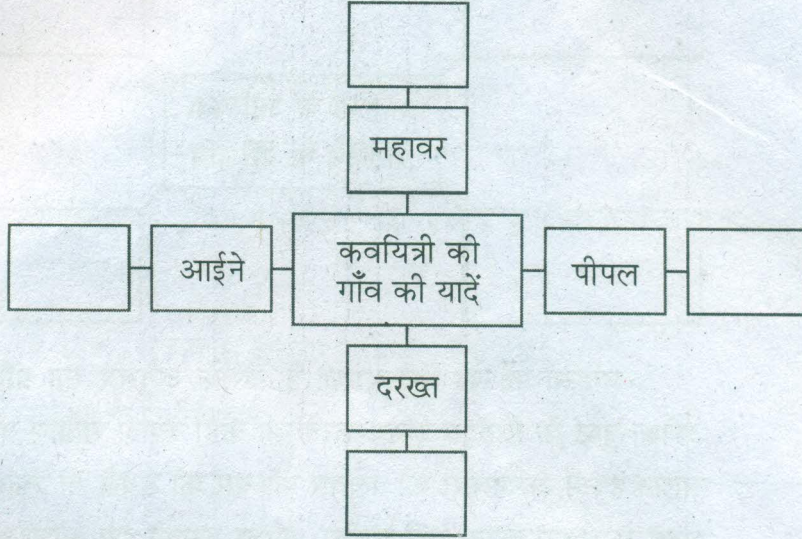 महावर
आईने
कवयित्री की
गाँव की यादें
पीपल
दरख्त